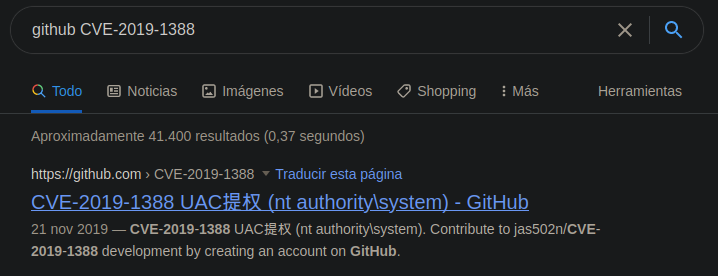 github CVE-2019-1388
Todo Noticias Imágenes Vídeos Shopping Más Herramientas
Aproximadamente 41.400 resultados (0,37 segundos)
https://github.com › CVE-2019-1388 Traducir esta página
CVE-2019-1388 UAC提权 (nt authority\system) - GitHub
21 nov 2019 — CVE-2019-1388 UAC提权 (nt authority\system). Contribute to jas502n/CVE-
2019-1388 development by creating an account on GitHub.